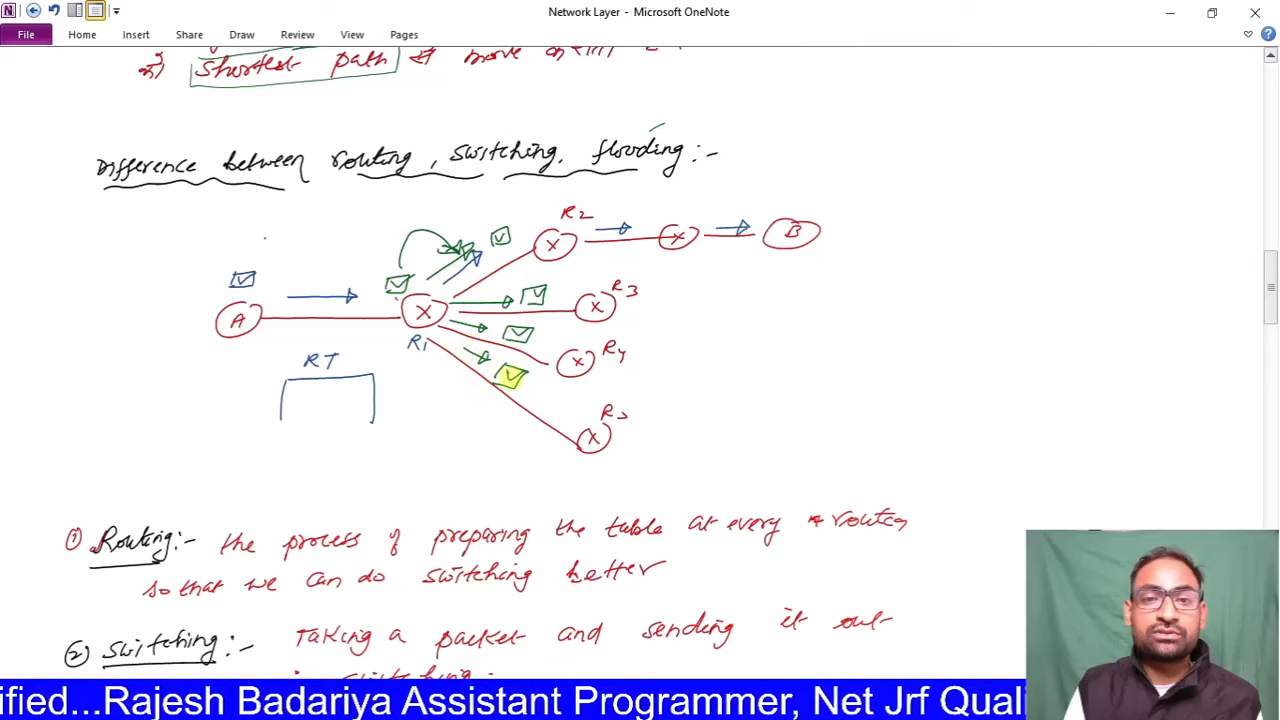 Network Layer - Microsoft OneNote
File Home Insert Share Draw Review View Pages
Shortest path
Difference between routing, switching, flooding:-
R2
B
R3
A
X
R1
R4
RT
① Routing:- the process of preparing the table at every router
so that we can do switching better
② Switching:- Taking a packet and sending it out
is switching.
ified...Rajesh Badariya Assistant Programmer, Net Jrf Quali